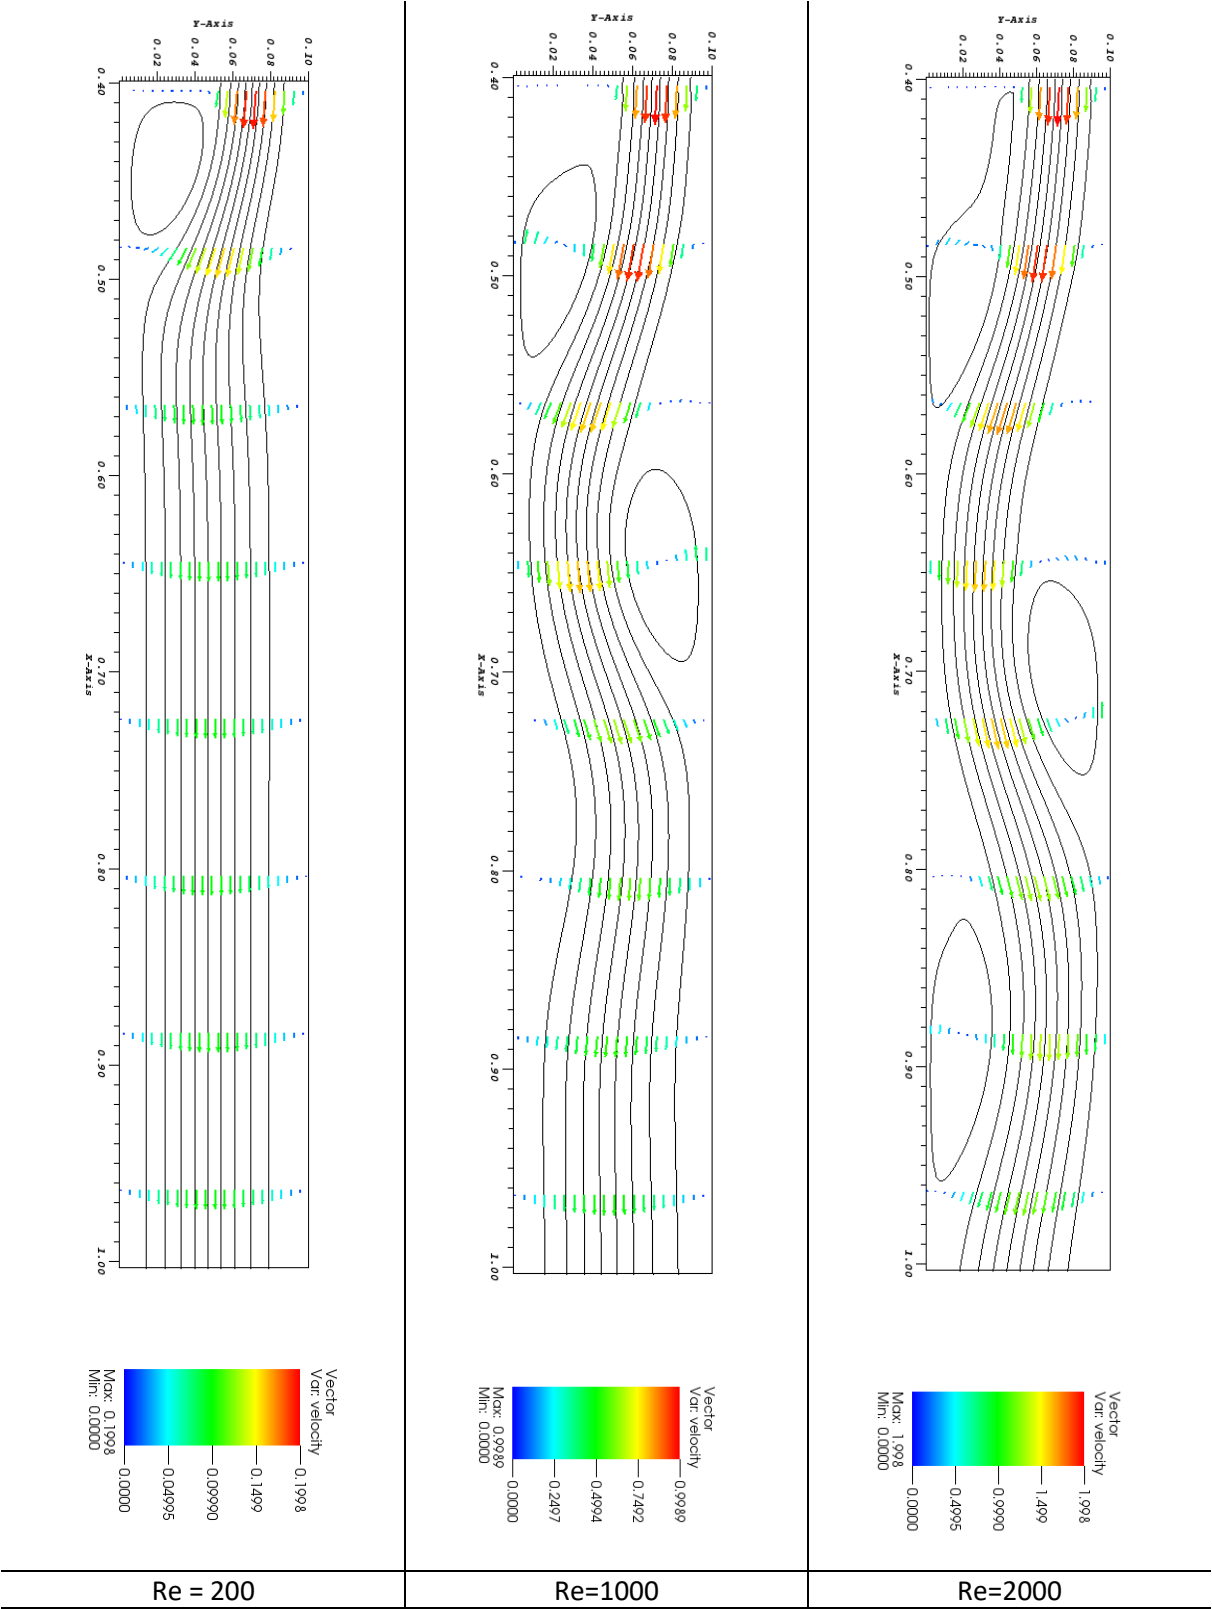 Y-Axis
0.02
0.04
0.06
0.08
0.10
0.40
0.50
0.60
0.70
0.80
0.90
1.00
X-Axis
Vector
Var: velocity
0.1998
0.1499
0.09990
0.04995
0.0000
Max: 0.1998
Min: 0.0000
Re = 200
Y-Axis
0.02
0.04
0.06
0.08
0.10
0.40
0.50
0.60
0.70
0.80
0.90
1.00
X-Axis
Vector
Var: velocity
0.9989
0.7492
0.4994
0.2497
0.0000
Max: 0.9989
Min: 0.0000
Re=1000
Y-Axis
0.02
0.04
0.06
0.08
0.10
0.40
0.50
0.60
0.70
0.80
0.90
1.00
X-Axis
Vector
Var: velocity
1.998
1.499
0.9990
0.4995
0.0000
Max: 1.998
Min: 0.0000
Re=2000